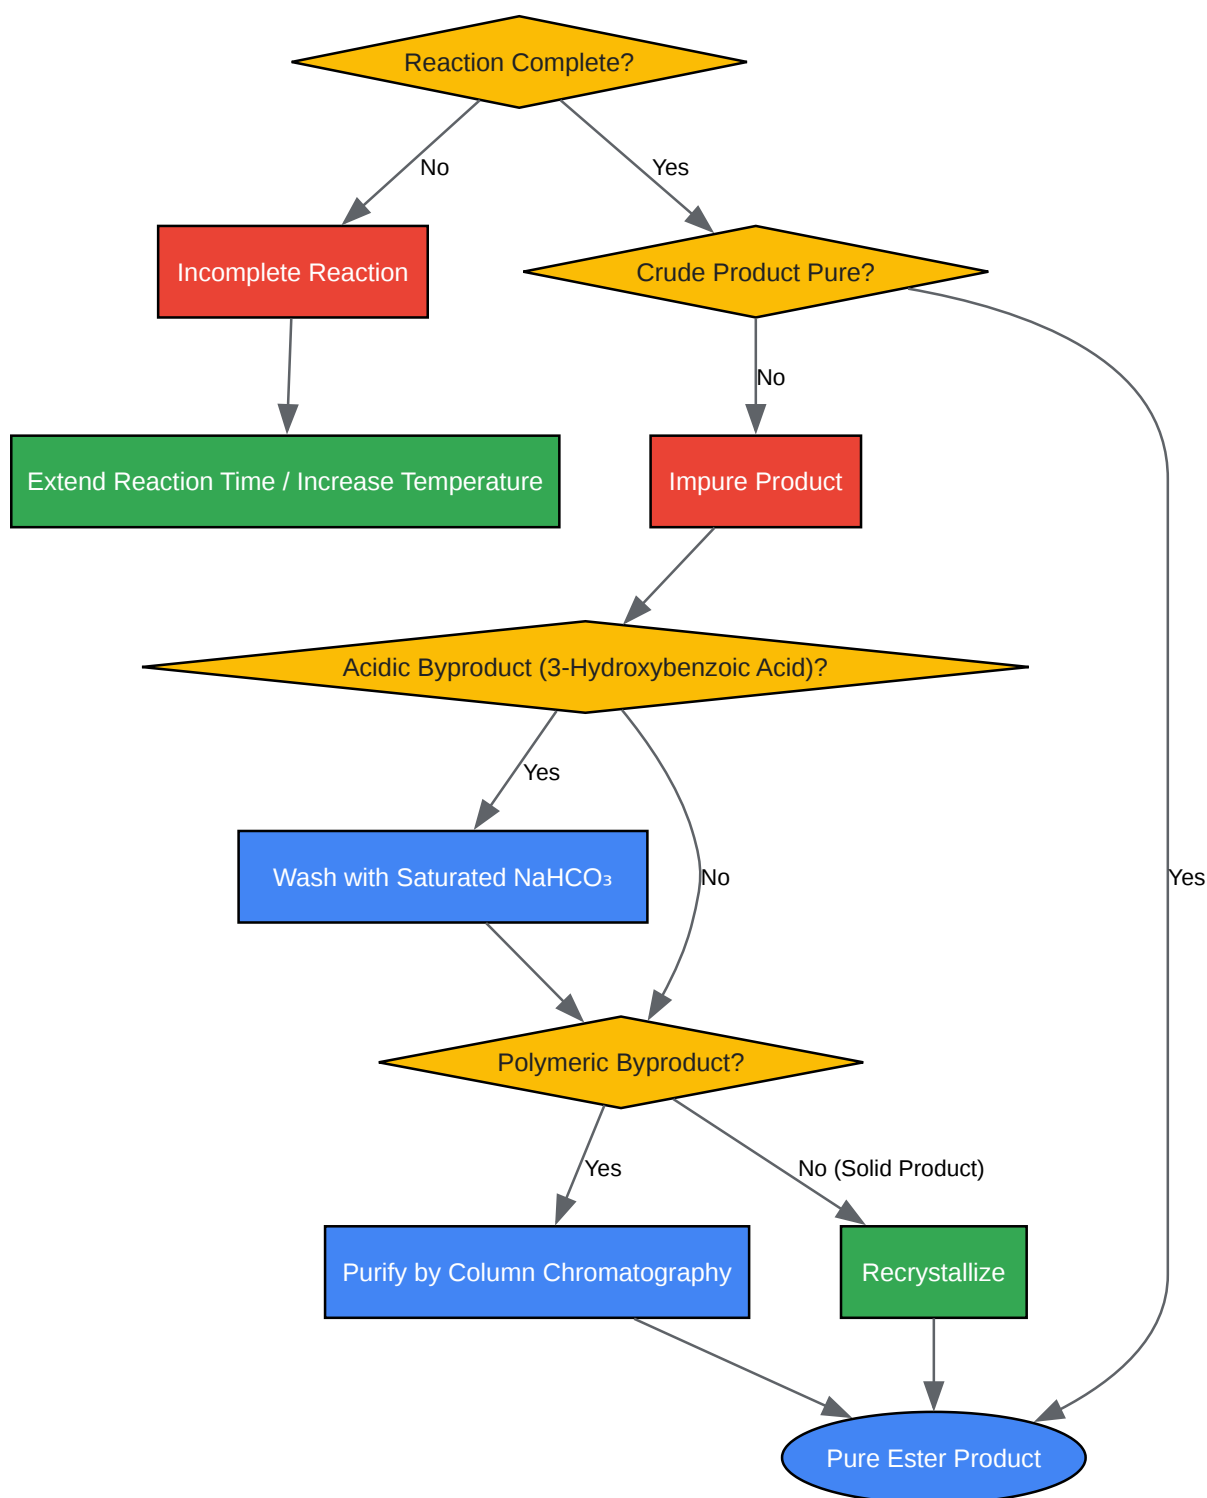 Reaction Complete?
No
Yes
Incomplete Reaction
Crude Product Pure?
No
Extend Reaction Time / Increase Temperature
Impure Product
Acidic Byproduct (3-Hydroxybenzoic Acid)?
Yes
Wash with Saturated NaHCO₃
No
Yes
Polymeric Byproduct?
Yes
No (Solid Product)
Purify by Column Chromatography
Recrystallize
Pure Ester Product